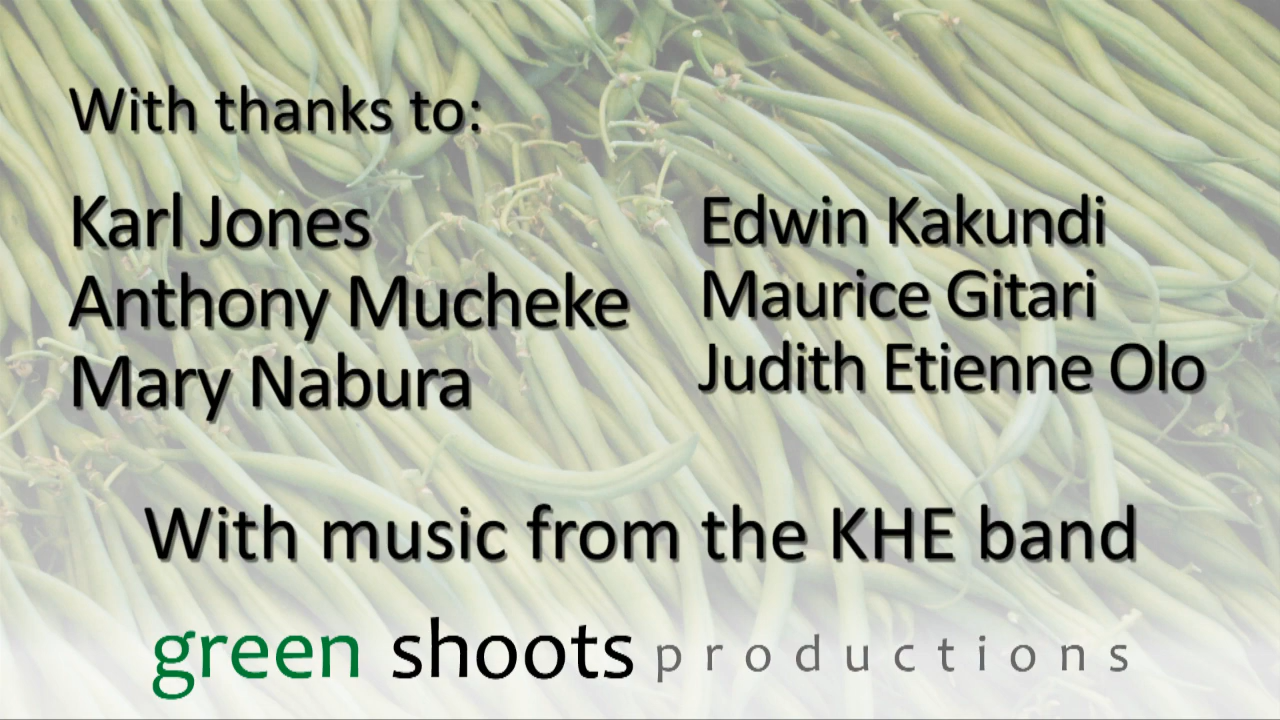 With thanks to:
Karl Jones
Anthony Mucheke
Mary Nabura
Edwin Kakundi
Maurice Gitari
Judith Etienne Olo
With music from the KHE band
green shoots productions